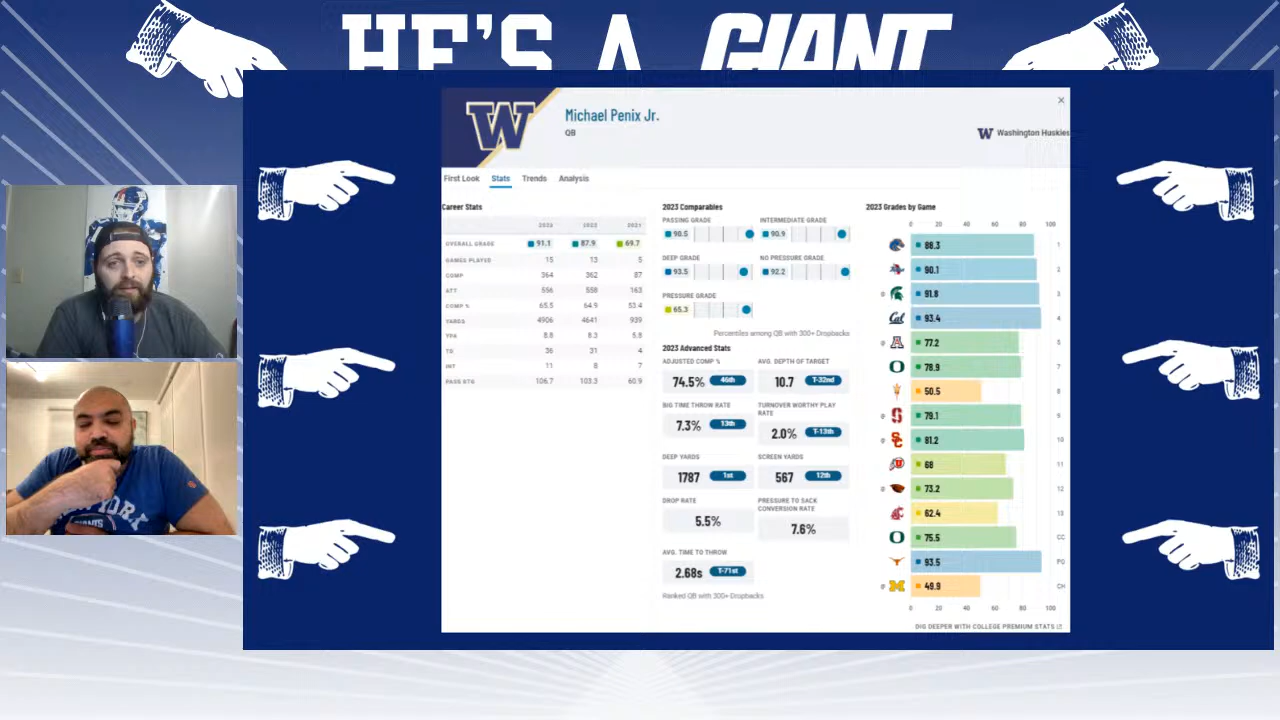 HE'S A GIANT
W
Michael Penix Jr.
QB
W Washington Huskies
First Look Stats Trends Analysis
Career Stats
2023 2022 2021
OVERALL GRADE 91.1 87.9 69.7
GAMES PLAYED 15 13 5
COMP 364 362 87
ATT 556 558 163
COMP % 65.5 64.9 53.4
YARDS 4906 4641 939
YPA 8.8 8.3 5.8
TD 36 31 4
INT 11 8 7
PASS RTG 106.7 103.3 60.9
2023 Comparables
PASSING GRADE INTERMEDIATE GRADE
90.5 90.9
DEEP GRADE NO PRESSURE GRADE
93.5 92.2
PRESSURE GRADE
65.3
Percentiles among QB with 300+ Dropbacks
2023 Advanced Stats
ADJUSTED COMP % AVG. DEPTH OF TARGET
74.5% 46th 10.7 T-32nd
BIG TIME THROW RATE TURNOVER WORTHY PLAY
RATE
7.3% 13th 2.0% T-13th
DEEP YARDS SCREEN YARDS
1787 1st 567 12th
DROP RATE PRESSURE TO SACK
CONVERSION RATE
5.5% 7.6%
AVG. TIME TO THROW
2.68s T-71st
Ranked QB with 300+ Dropbacks
2023 Grades by Game
0 20 40 60 80 100
88.3 1
90.1 2
@ 91.8 3
Cal 93.4 4
@ A 77.2 5
O 78.9 7
50.5 8
@ S 79.1 9
@ SC 81.2 10
U 68 11
@ 73.2 12
62.4 13
O 75.5 CC
93.5 PO
@ M 49.9 CH
0 20 40 60 80 100
DIG DEEPER WITH COLLEGE PREMIUM STATS
YORK
GIANTS